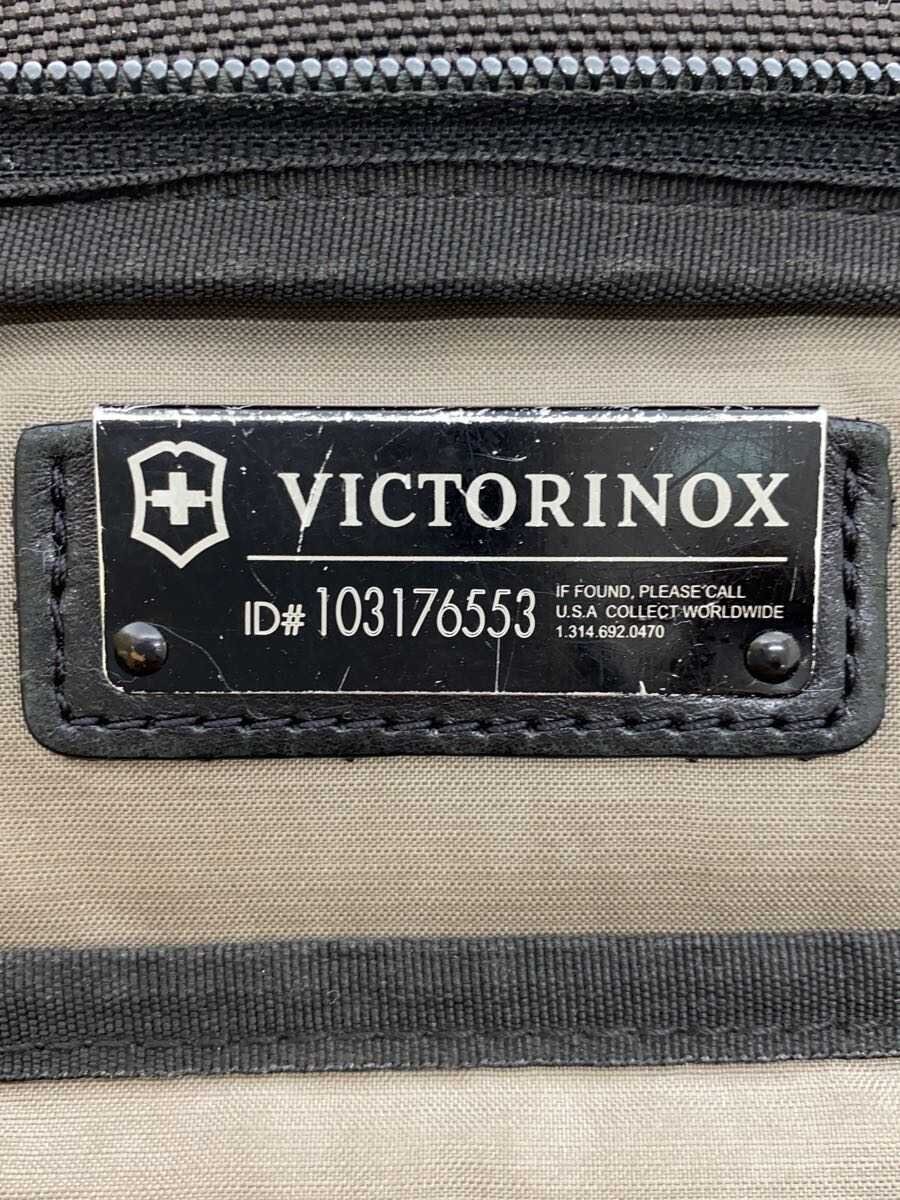 VICTORINOX
ID# 103176553
IF FOUND, PLEASE CALL
U.S.A COLLECT WORLDWIDE
1.314.692.0470